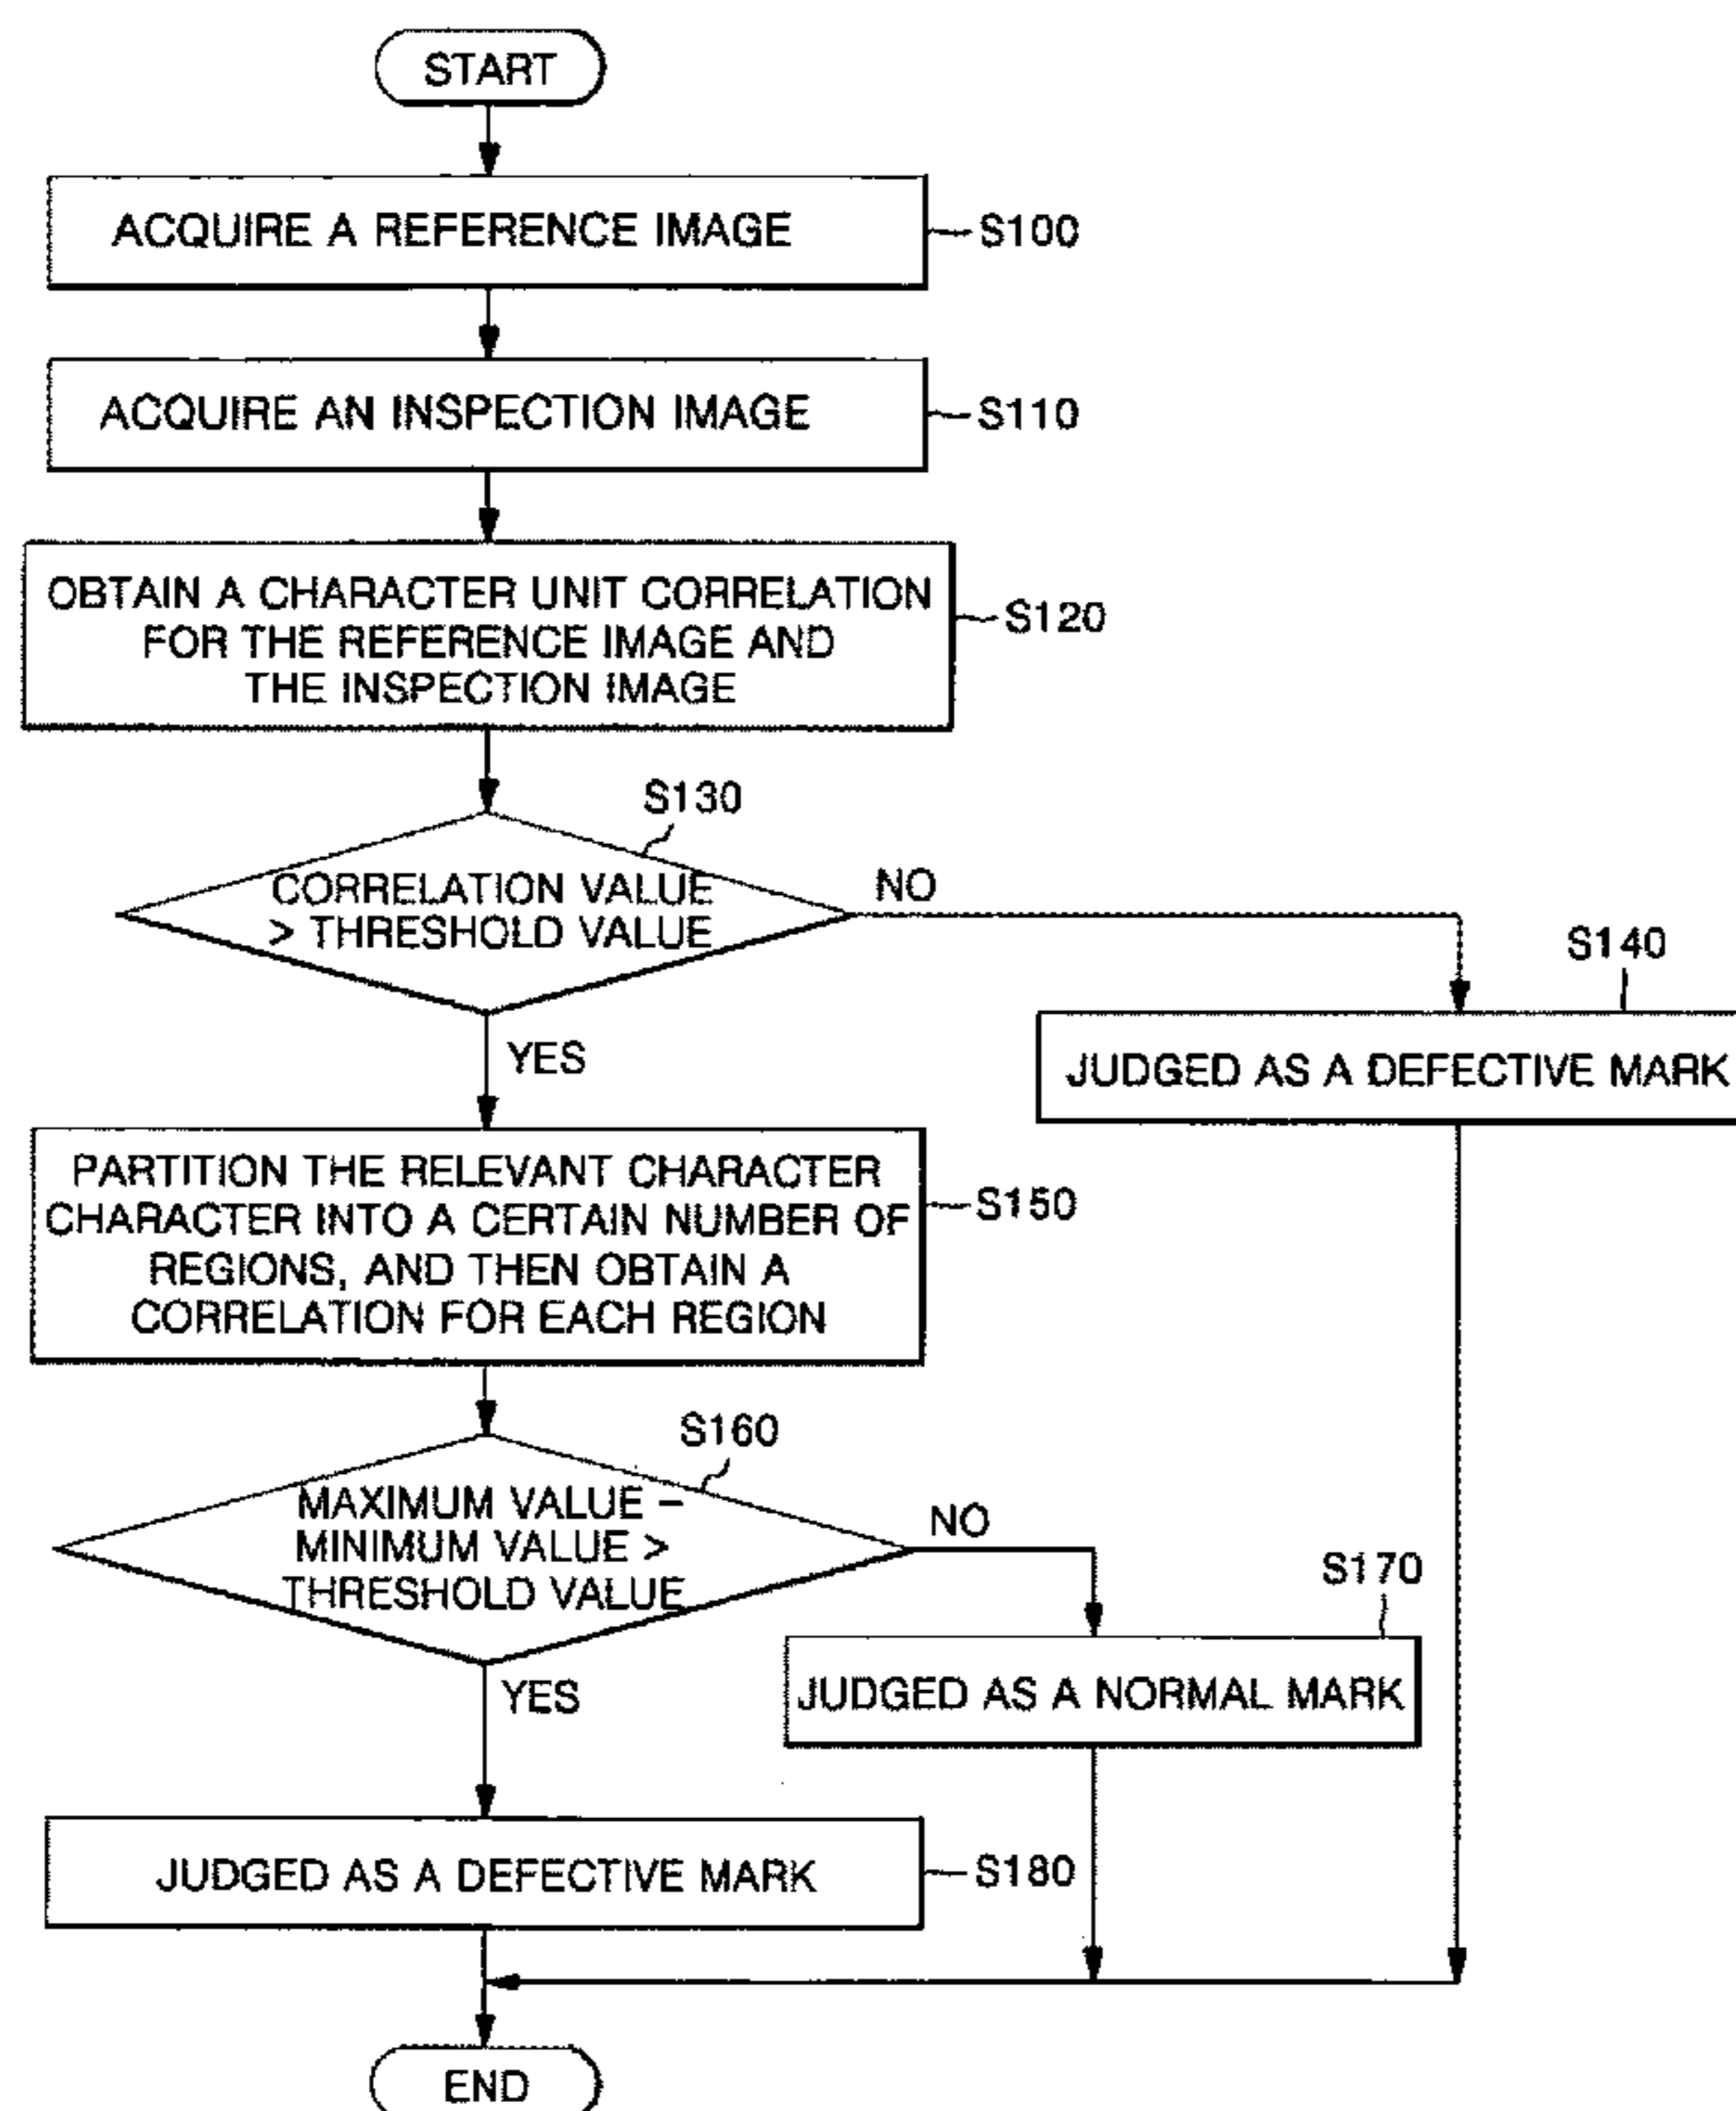 START
ACQUIRE A REFERENCE IMAGE
S100
ACQUIRE AN INSPECTION IMAGE
S110
OBTAIN A CHARACTER UNIT CORRELATION
FOR THE REFERENCE IMAGE AND
THE INSPECTION IMAGE
S120
S130
CORRELATION VALUE
> THRESHOLD VALUE
NO
YES
S140
JUDGED AS A DEFECTIVE MARK
PARTITION THE RELEVANT CHARACTER
CHARACTER INTO A CERTAIN NUMBER OF
REGIONS, AND THEN OBTAIN A
CORRELATION FOR EACH REGION
S150
S160
MAXIMUM VALUE –
MINIMUM VALUE >
THRESHOLD VALUE
NO
YES
S170
JUDGED AS A NORMAL MARK
JUDGED AS A DEFECTIVE MARK
S180
END